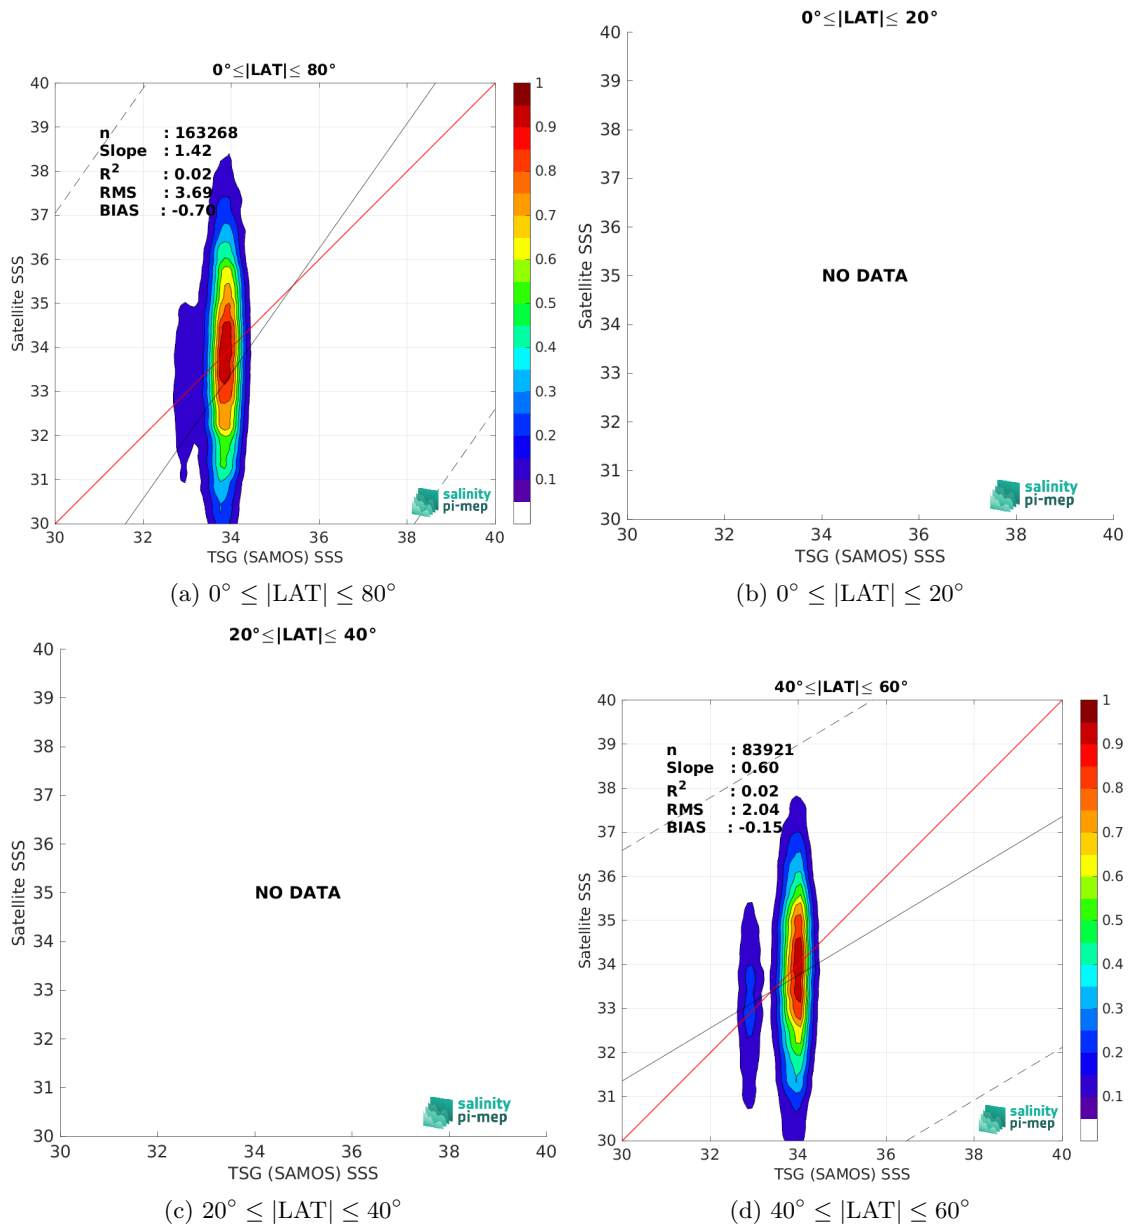 0°≤|LAT|≤ 80°
40
39
38
37
36
35
34
33
32
31
30
Satellite SSS
n : 163268
Slope : 1.42
R² : 0.02
RMS : 3.69
BIAS : -0.70
1
0.9
0.8
0.7
0.6
0.5
0.4
0.3
0.2
0.1
salinity
pi-mep
30 32 34 36 38 40
TSG (SAMOS) SSS
(a) 0° ≤ |LAT| ≤ 80°
0°≤|LAT|≤ 20°
40
39
38
37
36
35
34
33
32
31
30
Satellite SSS
NO DATA
salinity
pi-mep
30 32 34 36 38 40
TSG (SAMOS) SSS
(b) 0° ≤ |LAT| ≤ 20°
20°≤|LAT|≤ 40°
40
39
38
37
36
35
34
33
32
31
30
Satellite SSS
NO DATA
salinity
pi-mep
30 32 34 36 38 40
TSG (SAMOS) SSS
(c) 20° ≤ |LAT| ≤ 40°
40°≤|LAT|≤ 60°
40
39
38
37
36
35
34
33
32
31
30
Satellite SSS
n : 83921
Slope : 0.60
R² : 0.02
RMS : 2.04
BIAS : -0.15
1
0.9
0.8
0.7
0.6
0.5
0.4
0.3
0.2
0.1
salinity
pi-mep
30 32 34 36 38 40
TSG (SAMOS) SSS
(d) 40° ≤ |LAT| ≤ 60°